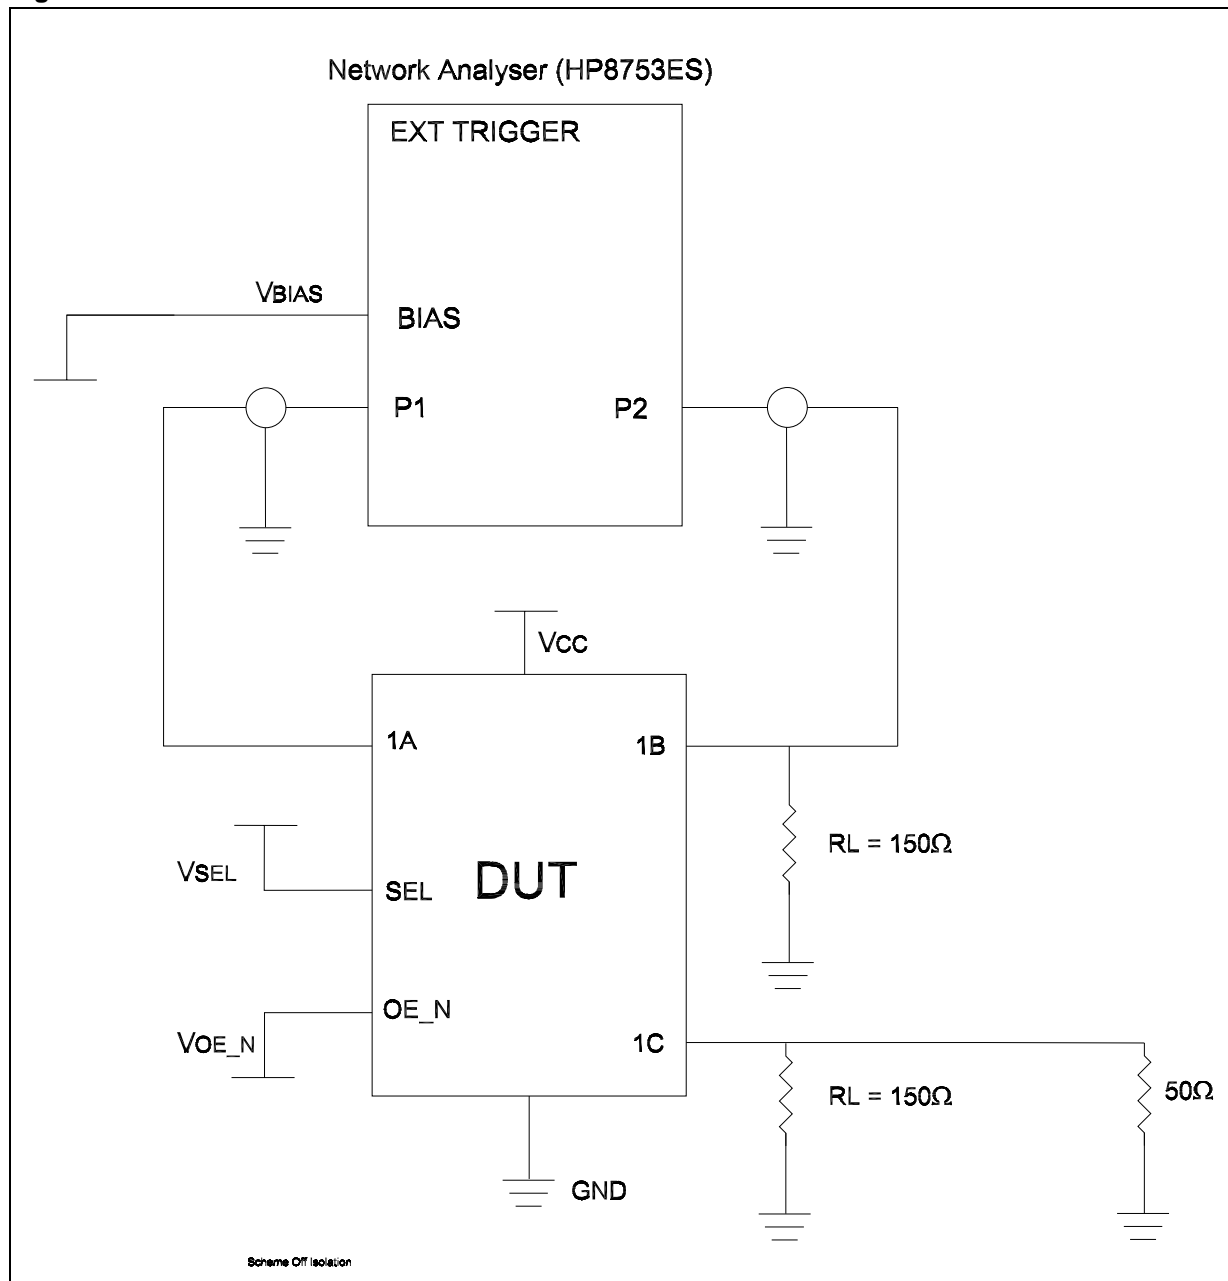 Network Analyser (HP8753ES)
EXT TRIGGER
VBIAS
BIAS
P1
P2
VCC
1A
1B
RL = 150Ω
VSEL
SEL
DUT
OE_N
VOE_N
1C
RL = 150Ω
50Ω
GND
Scheme Off Isolation